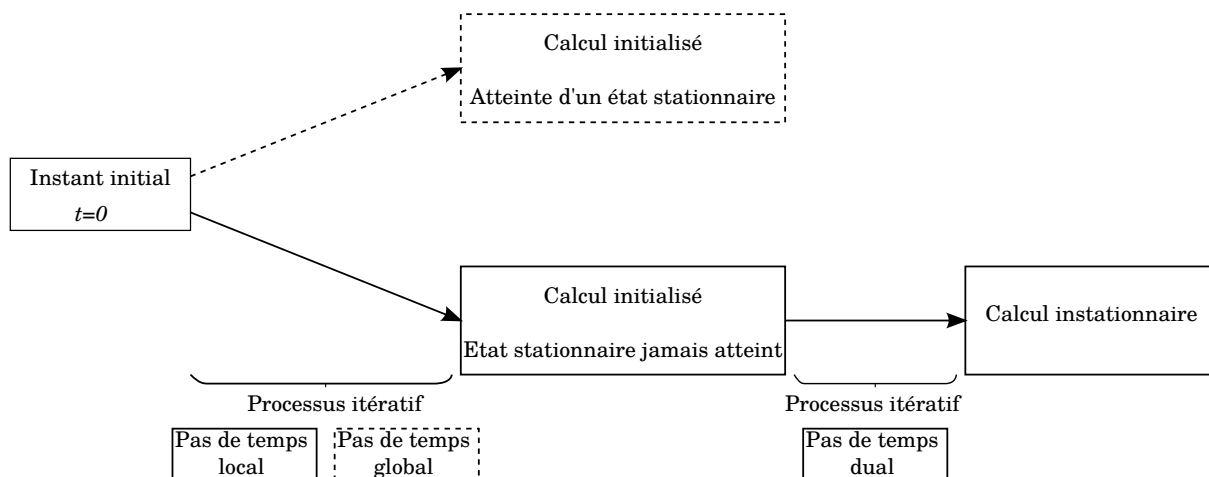 Calcul initialisé
Atteinte d'un état stationnaire
Instant initial
t=0
Calcul initialisé
Etat stationnaire jamais atteint
Calcul instationnaire
Processus itératif
Processus itératif
Pas de temps
local
Pas de temps
global
Pas de temps
dual